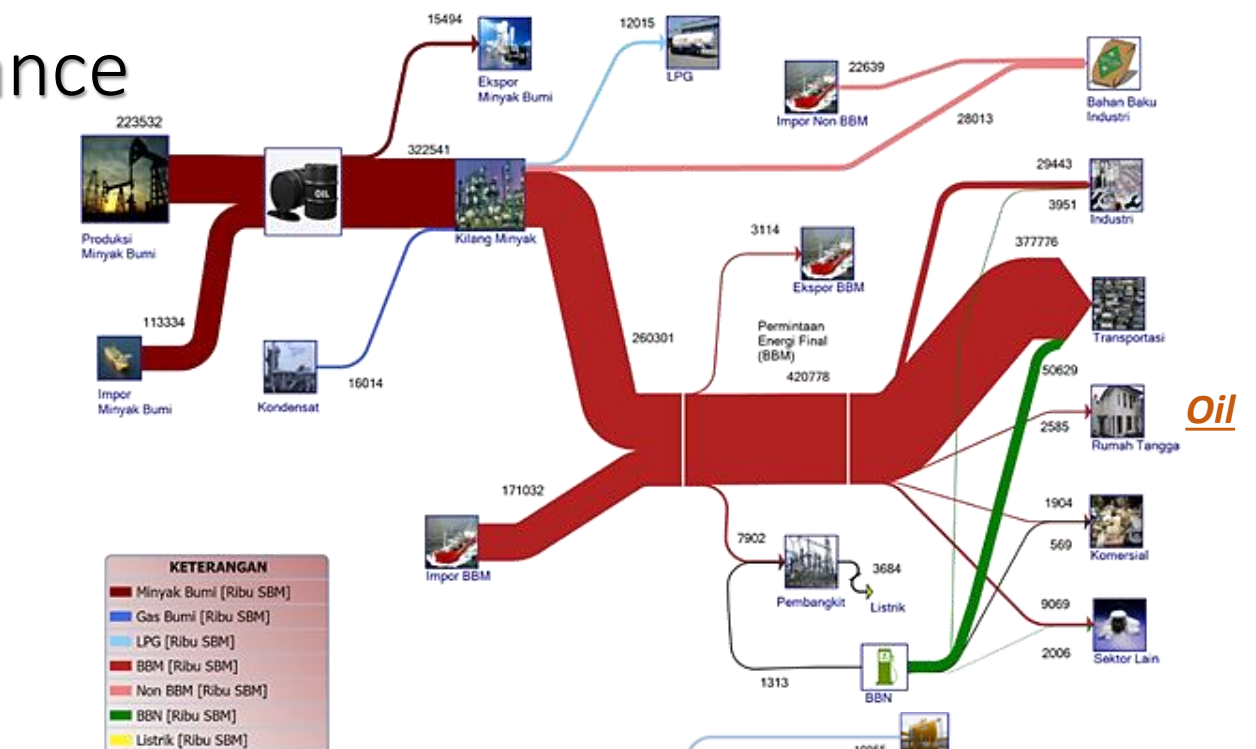 ance
15494
Ekspor
Minyak Bumi
12015
LPG
22639
Impor Non BBM
28013
Bahan Baku
Industri
223532
Produksi
Minyak Bumi
OIL
322541
Kilang Minyak
29443
3951
Industri
3114
Ekspor BBM
377776
Transportasi
113334
Impor
Minyak Bumi
Kondensat
16014
260301
Permintaan
Energi Final
(BBM)
420778
50629
2585
Rumah Tangga
Oil
171032
Impor BBM
7902
Pembangkit
3684
Listrik
1904
569
Komersial
9069
2006
Sektor Lain
1313
BBN
KETERANGAN
Minyak Bumi [Ribu SBM]
Gas Bumi [Ribu SBM]
LPG [Ribu SBM]
BBM [Ribu SBM]
Non BBM [Ribu SBM]
BBN [Ribu SBM]
Listrik [Ribu SBM]